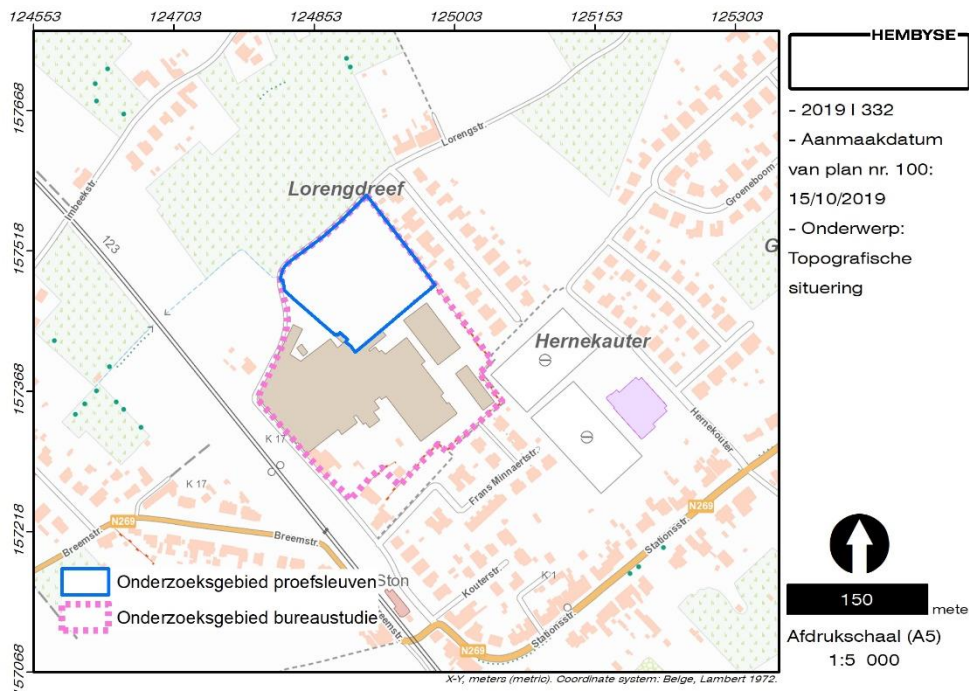 124553 124703 124853 125003 125153 125303
157668
157518
157368
157218
157068
HEMBYSE
- 2019 I 332
- Aanmaakdatum
van plan nr. 100:
15/10/2019
- Onderwerp:
Topografische
situering
Lorengstr.
Groeneboom
Imbeekstr.
Lorengdreef
123
G
Hernekauter
K 17
Hernekouter
Frans Minnaertstr.
K 17
N269
N269
Stationsstr.
Breemstr.
Breemstr.
Onderzoeksgebied proefsleuven
Ston
K 1
Kouterstr.
Onderzoeksgebied bureaustudie
Breemstr.
Stationsstr.
N269
150
mete
Afdrukschaal (A5)
1:5 000
X-Y, meters (metric). Coordinate system: Belge, Lambert 1972.